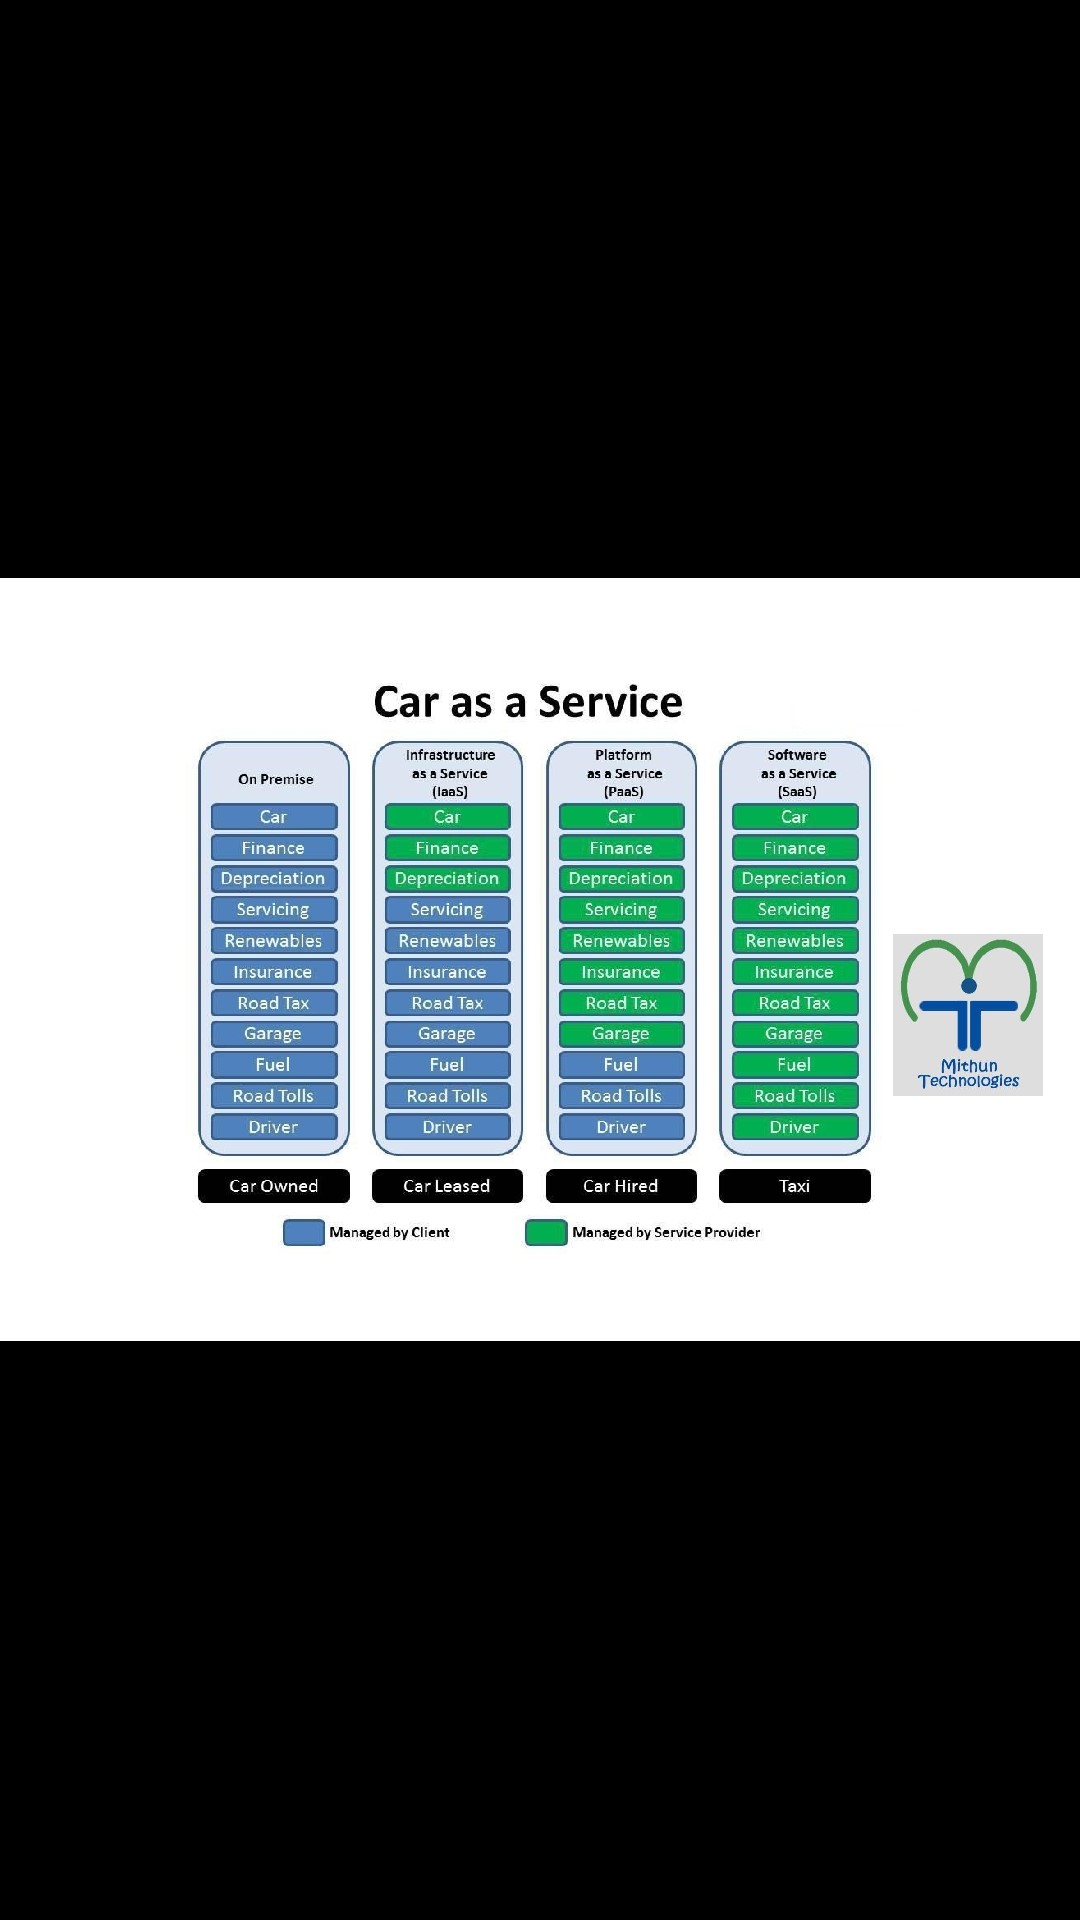 Car as a Service
On Premise
Car
Finance
Depreciation
Servicing
Renewables
Insurance
Road Tax
Garage
Fuel
Road Tolls
Driver
Car Owned
Infrastructure
as a Service
(IaaS)
Car
Finance
Depreciation
Servicing
Renewables
Insurance
Road Tax
Garage
Fuel
Road Tolls
Driver
Car Leased
Platform
as a Service
(PaaS)
Car
Finance
Depreciation
Servicing
Renewables
Insurance
Road Tax
Garage
Fuel
Road Tolls
Driver
Car Hired
Software
as a Service
(SaaS)
Car
Finance
Depreciation
Servicing
Renewables
Insurance
Road Tax
Garage
Fuel
Road Tolls
Driver
Taxi
Managed by Client
Managed by Service Provider
Mithun
Technologies